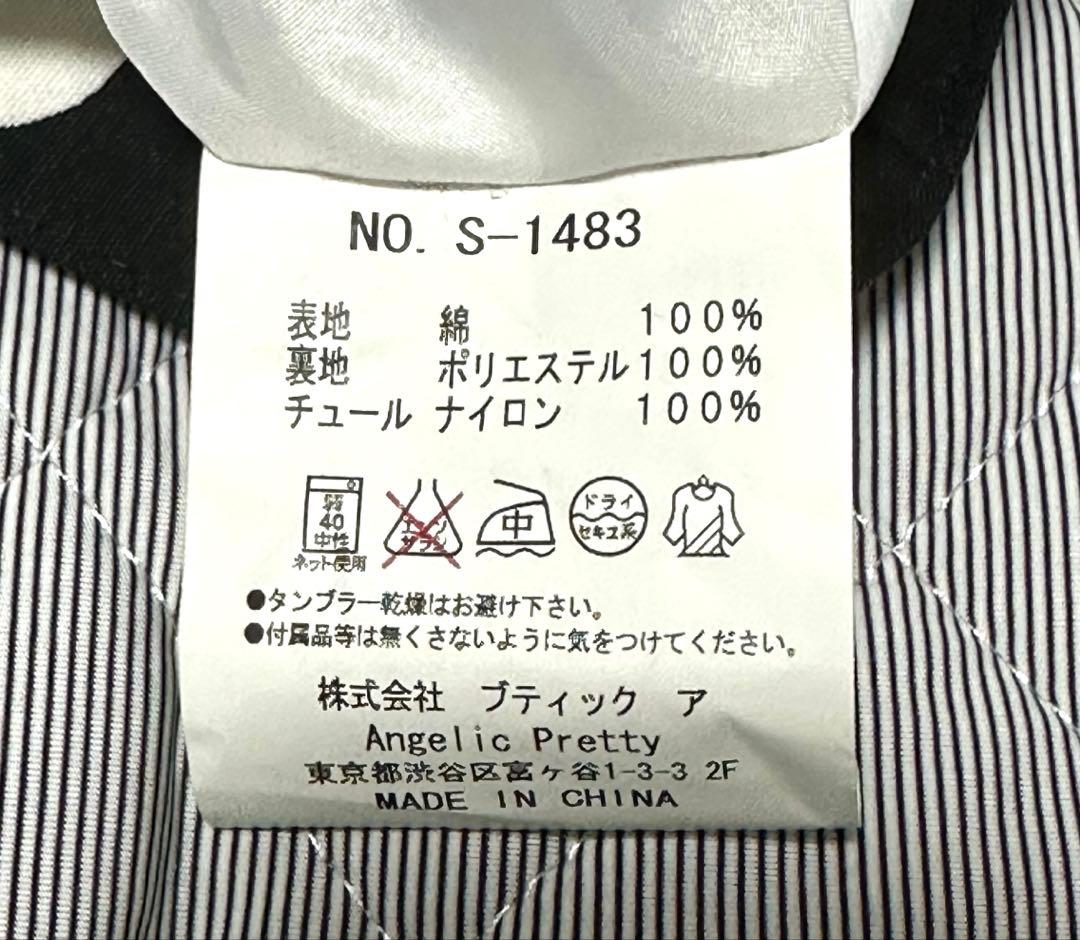 NO. S-1483
表地 綿 100%
裏地 ポリエステル 100%
チュール ナイロン 100%
弱
40
中性
ネット使用
エンソ
サラシ
中
ドライ
セキユ系
●タンブラー乾燥はお避け下さい。
●付属品等は無くさないように気をつけてください。
株式会社 ブティック ア
Angelic Pretty
東京都渋谷区富ヶ谷1-3-3 2F
MADE IN CHINA